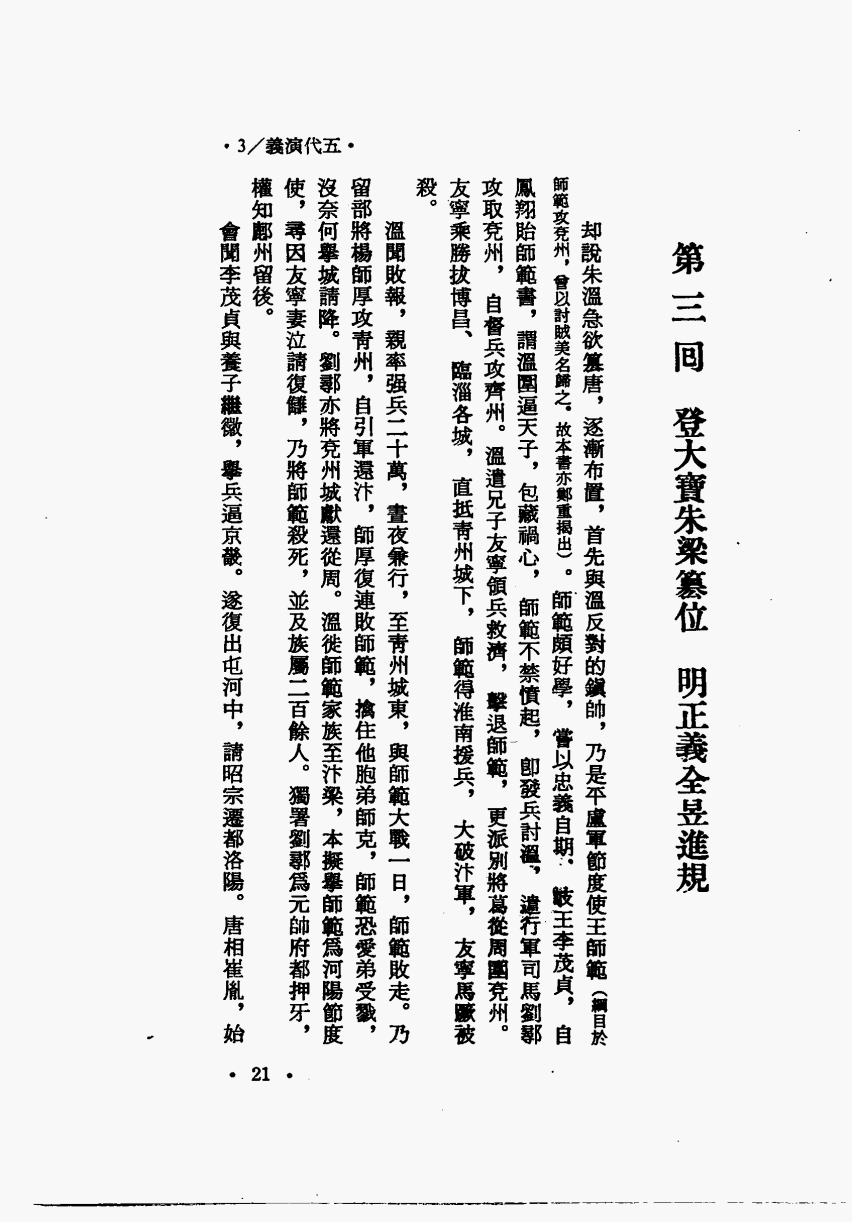 ·3／義演代五·
第三回　登大寶朱梁篡位　明正義全昱進規
却說朱溫急欲篡唐，逐漸布置，首先與溫反對的鎭帥，乃是平盧軍節度使王師範（綱目於
師範攻兗州，曾以討賊美名歸之。故本書亦鄭重揭出）。師範頗好學，嘗以忠義自期、岐王李茂貞，自
鳳翔貽師範書，謂溫圍逼天子，包藏禍心，師範不禁憤起，卽發兵討溫，遣行軍司馬劉鄩
攻取兗州，自督兵攻齊州。溫遣兄子友寧領兵救濟，擊退師範，更派別將葛從周圍兗州。
友寧乘勝拔博昌、臨淄各城，直抵靑州城下，師範得淮南援兵，大破汴軍，友寧馬蹶被
殺。
溫聞敗報，親率强兵二十萬，晝夜兼行，至靑州城東，與師範大戰一日，師範敗走。乃
留部將楊師厚攻靑州，自引軍還汴，師厚復連敗師範，擒住他胞弟師克，師範恐愛弟受戮，
沒奈何擧城請降。劉鄩亦將兗州城獻還從周。溫徙師範家族至汴梁，本擬擧師範爲河陽節度
使，尋因友寧妻泣請復讎，乃將師範殺死，並及族屬二百餘人。獨署劉鄩爲元帥府都押牙，
權知鄜州留後。
會聞李茂貞與養子繼徽，擧兵逼京畿。遂復出屯河中，請昭宗遷都洛陽。唐相崔胤，始
·21·